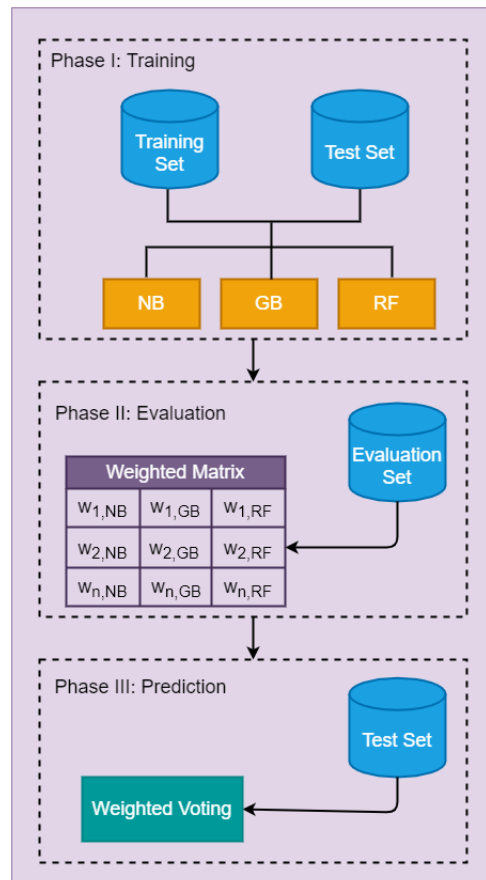 Phase I: Training
Training
Set
Test Set
NB GB RF
Phase II: Evaluation
Evaluation
Set
Weighted Matrix
w1,NB w1,GB w1,RF
w2,NB w2,GB w2,RF
wn,NB wn,GB wn,RF
Phase III: Prediction
Test Set
Weighted Voting